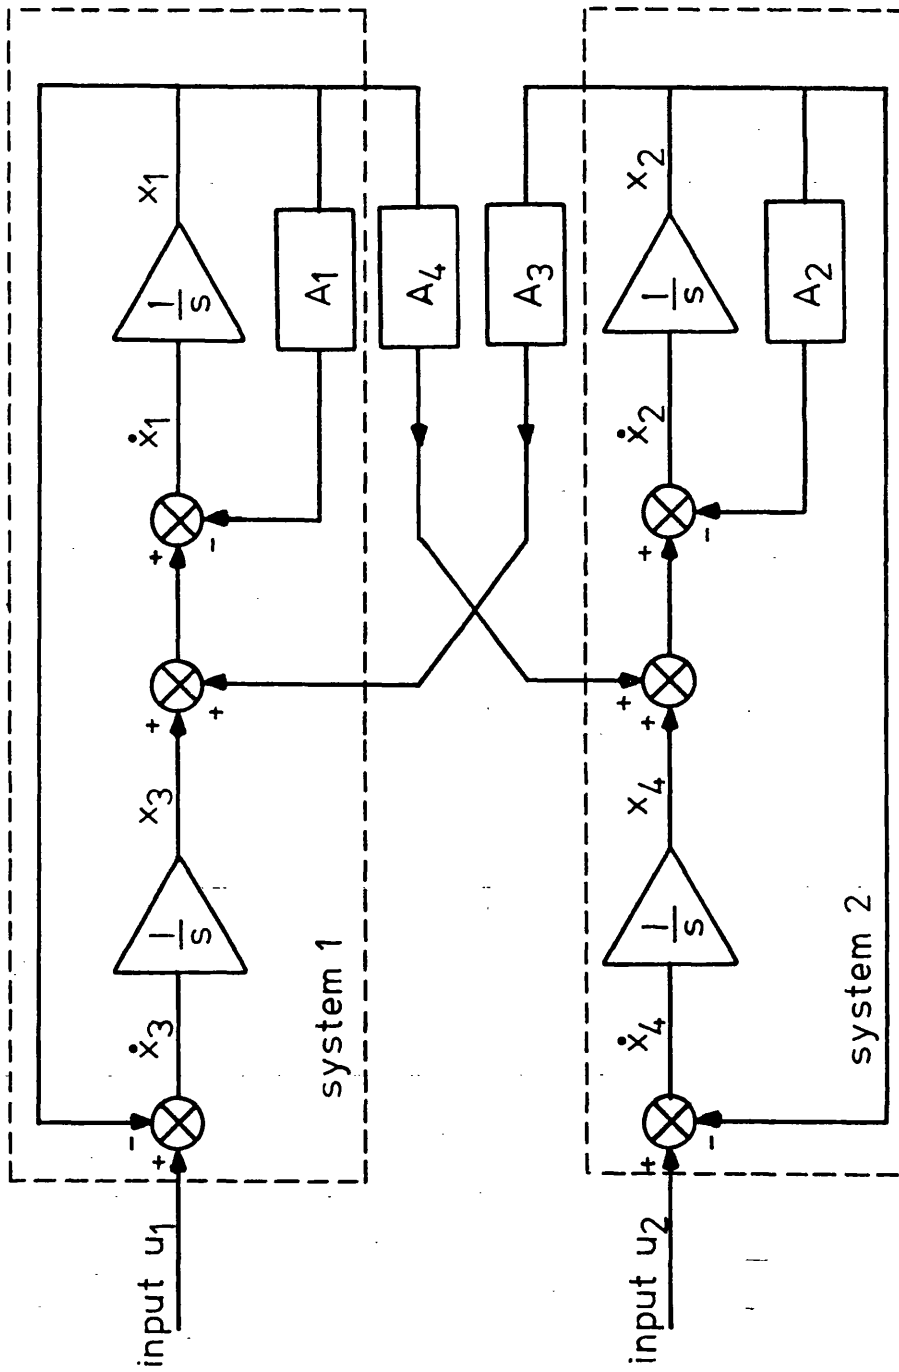 input u1
+
-
ẋ3
1/s
x3
+
+
+
-
ẋ1
1/s
x1
A1
system 1
A4
A3
input u2
+
-
ẋ4
1/s
x4
+
+
+
-
ẋ2
1/s
x2
A2
system 2